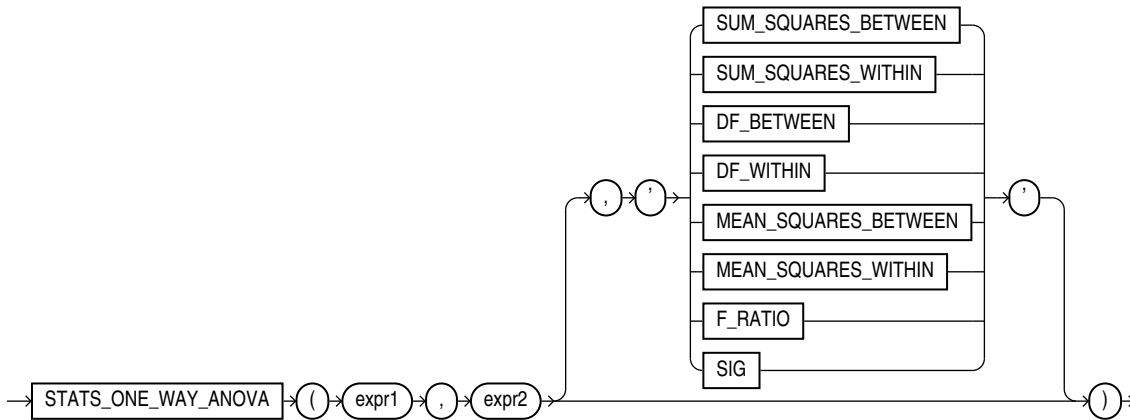 SUM_SQUARES_BETWEEN
SUM_SQUARES_WITHIN
DF_BETWEEN
DF_WITHIN
, ' '
MEAN_SQUARES_BETWEEN
MEAN_SQUARES_WITHIN
F_RATIO
SIG
STATS_ONE_WAY_ANOVA ( expr1 , expr2 )